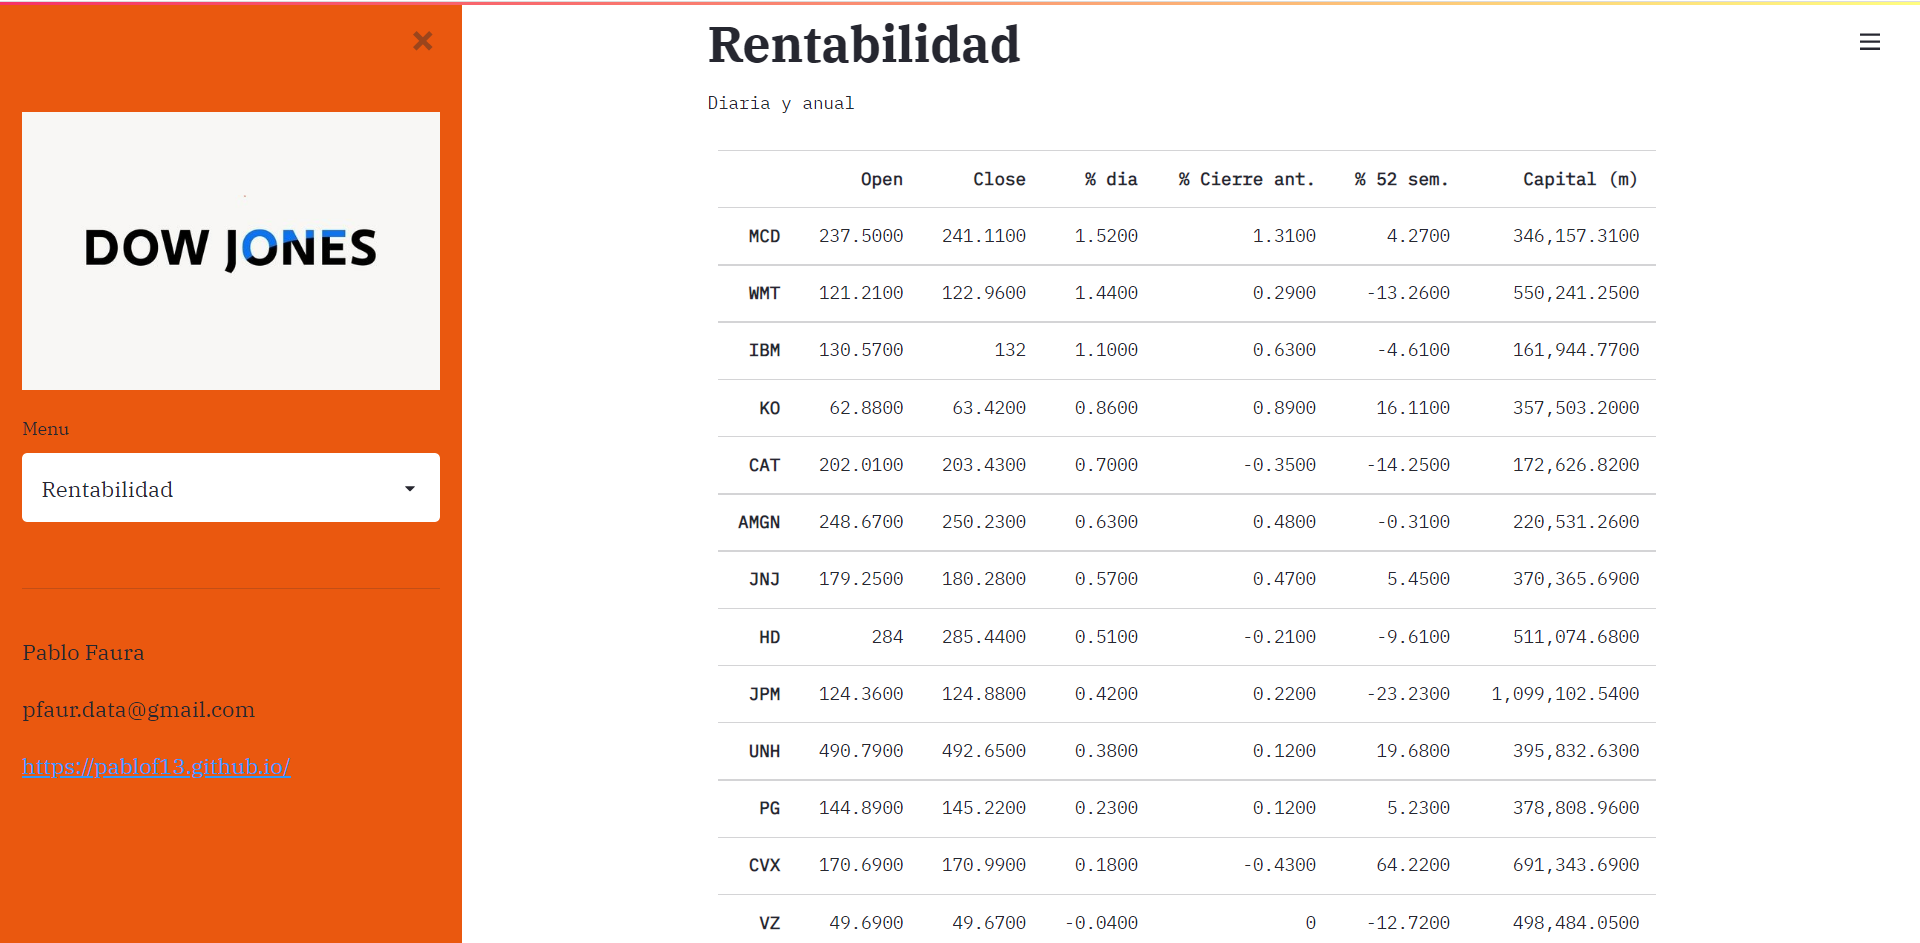 DOW JONES
Menu
Rentabilidad
Pablo Faura
pfaur.data@gmail.com
https://pablof13.github.io/
Rentabilidad
Diaria y anual
Open Close % dia % Cierre ant. % 52 sem. Capital (m)
MCD 237.5000 241.1100 1.5200 1.3100 4.2700 346,157.3100
WMT 121.2100 122.9600 1.4400 0.2900 -13.2600 550,241.2500
IBM 130.5700 132 1.1000 0.6300 -4.6100 161,944.7700
KO 62.8800 63.4200 0.8600 0.8900 16.1100 357,503.2000
CAT 202.0100 203.4300 0.7000 -0.3500 -14.2500 172,626.8200
AMGN 248.6700 250.2300 0.6300 0.4800 -0.3100 220,531.2600
JNJ 179.2500 180.2800 0.5700 0.4700 5.4500 370,365.6900
HD 284 285.4400 0.5100 -0.2100 -9.6100 511,074.6800
JPM 124.3600 124.8800 0.4200 0.2200 -23.2300 1,099,102.5400
UNH 490.7900 492.6500 0.3800 0.1200 19.6800 395,832.6300
PG 144.8900 145.2200 0.2300 0.1200 5.2300 378,808.9600
CVX 170.6900 170.9900 0.1800 -0.4300 64.2200 691,343.6900
VZ 49.6900 49.6700 -0.0400 0 -12.7200 498,484.0500